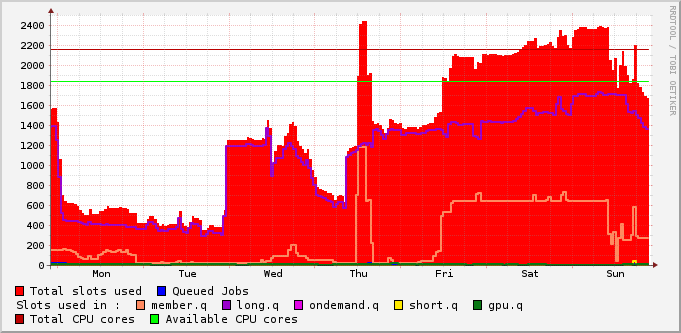 RRDTOOL / TOBI OETIKER
2400
2200
2000
1800
1600
1400
1200
1000
800
600
400
200
0
Mon Tue Wed Thu Fri Sat Sun
Total slots used Queued Jobs
Slots used in : member.q long.q ondemand.q short.q gpu.q
Total CPU cores Available CPU cores